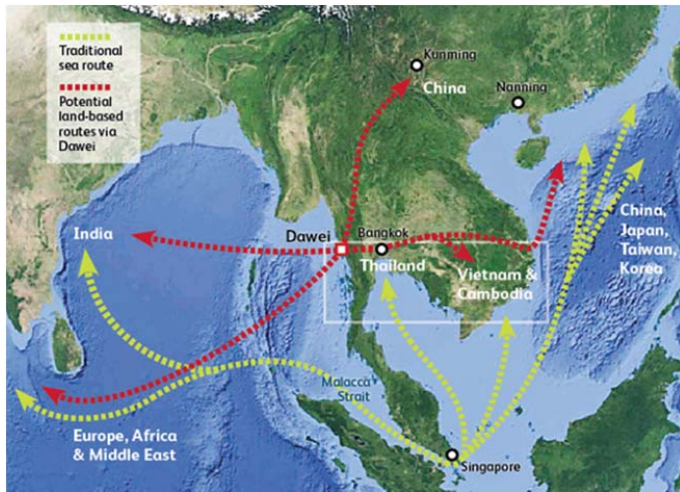 Traditional
sea route
Potential
land-based
routes via
Dawei
Kunming
China
Nanning
India
Dawei
Bangkok
Thailand
Vietnam &
Cambodia
China,
Japan,
Taiwan,
Korea
Malacca
Strait
Europe, Africa
& Middle East
Singapore